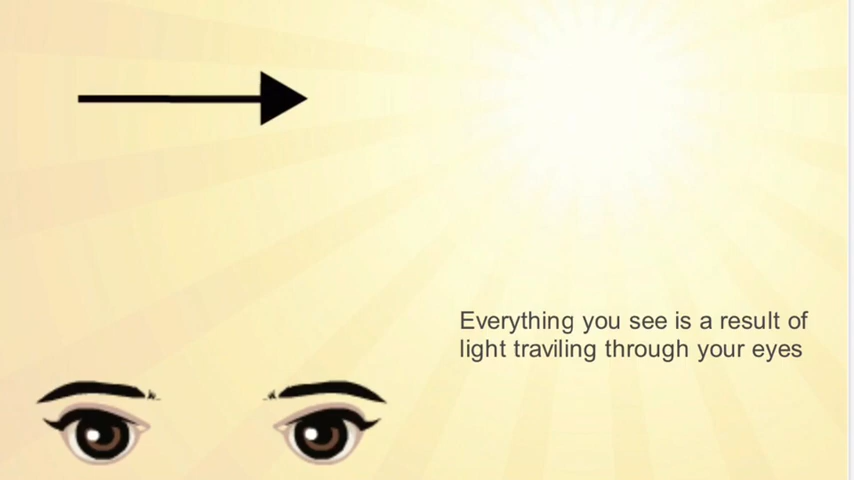 Everything you see is a result of
light traviling through your eyes